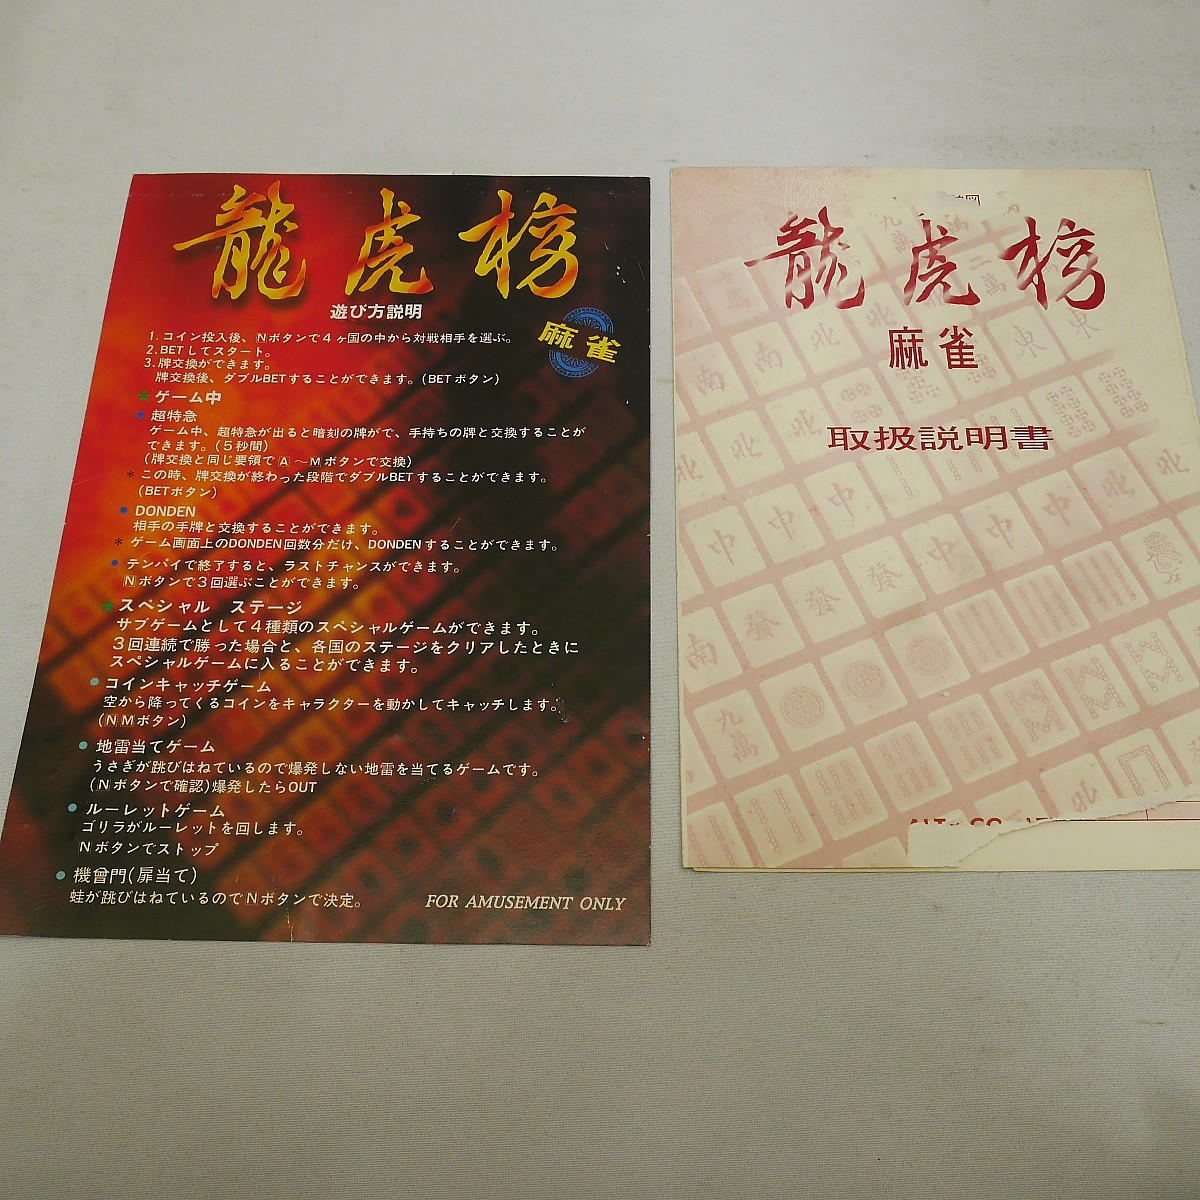 龍虎榜
遊び方説明
麻雀
1. コイン投入後、Nボタンで4ヶ国の中から対戦相手を選ぶ。
2. BETしてスタート。
3. 牌交換ができます。
牌交換後、ダブルBETすることができます。(BETボタン)
* ゲーム中
● 超特急
ゲーム中、超特急が出ると暗刻の牌がで、手持ちの牌と交換することが
できます。(5秒間)
(牌交換と同じ要領で A ～Mボタンで交換)
* この時、牌交換が終わった段階でダブルBETすることができます。
(BETボタン)
● DONDEN
相手の手牌と交換することができます。
* ゲーム画面上のDONDEN回数分だけ、DONDENすることができます。
● テンパイで終了すると、ラストチャンスができます。
Nボタンで3回選ぶことができます。
* スペシャル ステージ
サブゲームとして4種類のスペシャルゲームができます。
3回連続で勝った場合と、各国のステージをクリアしたときに
スペシャルゲームに入ることができます。
● コインキャッチゲーム
空から降ってくるコインをキャラクターを動かしてキャッチします。
(NMボタン)
● 地雷当てゲーム
うさぎが跳びはねているので爆発しない地雷を当てるゲームです。
(Nボタンで確認)爆発したらOUT
● ルーレットゲーム
ゴリラがルーレットを回します。
Nボタンでストップ
● 機曾門(扉当て)
蛙が跳びはねているのでNボタンで決定。
FOR AMUSEMENT ONLY
龍虎榜
麻雀
取扱説明書